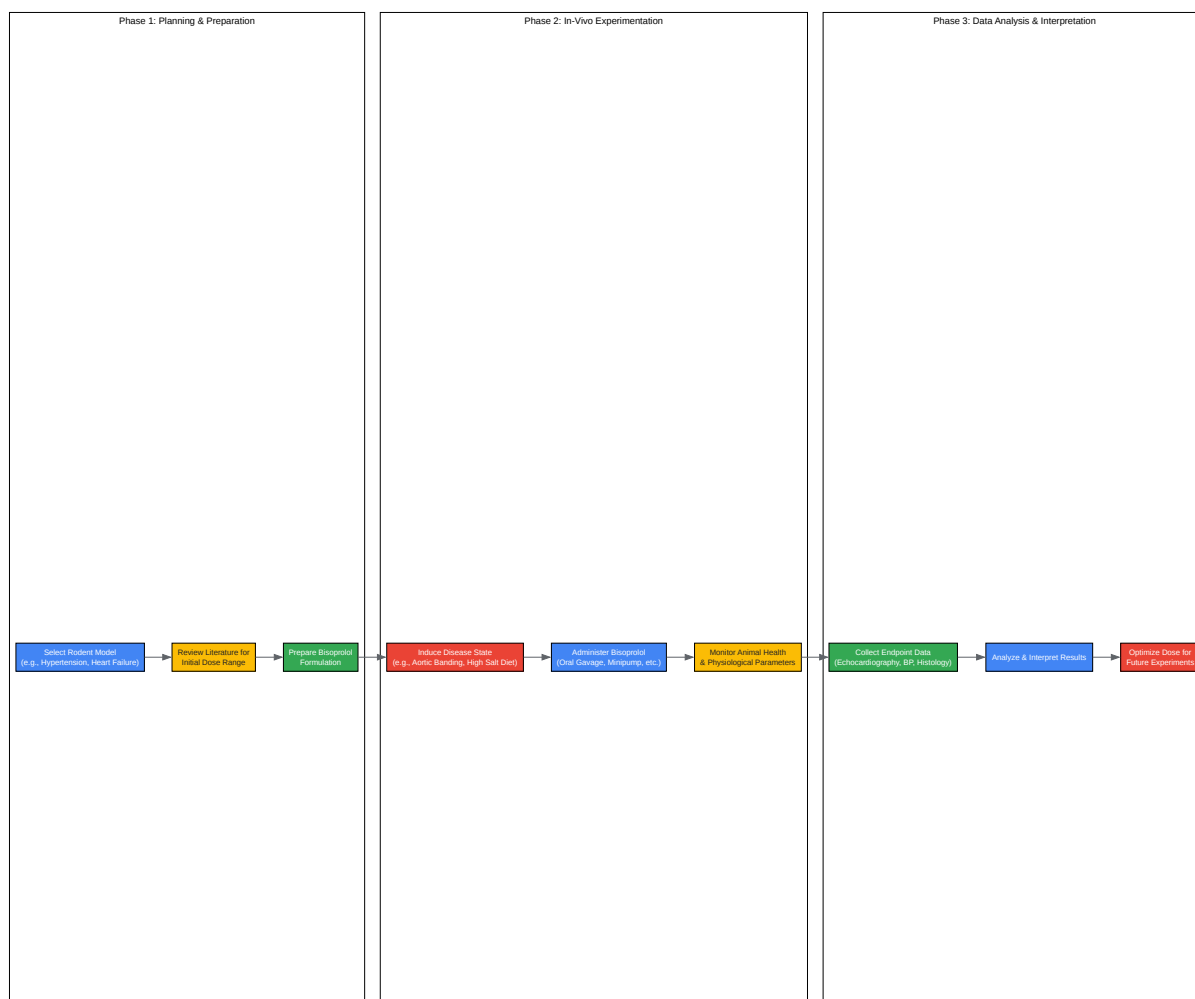 Phase 1: Planning & Preparation
Phase 2: In-Vivo Experimentation
Phase 3: Data Analysis & Interpretation
Select Rodent Model
(e.g., Hypertension, Heart Failure)
Review Literature for
Initial Dose Range
Prepare Bisoprolol
Formulation
Induce Disease State
(e.g., Aortic Banding, High Salt Diet)
Administer Bisoprolol
(Oral Gavage, Minipump, etc.)
Monitor Animal Health
& Physiological Parameters
Collect Endpoint Data
(Echocardiography, BP, Histology)
Analyze & Interpret Results
Optimize Dose for
Future Experiments